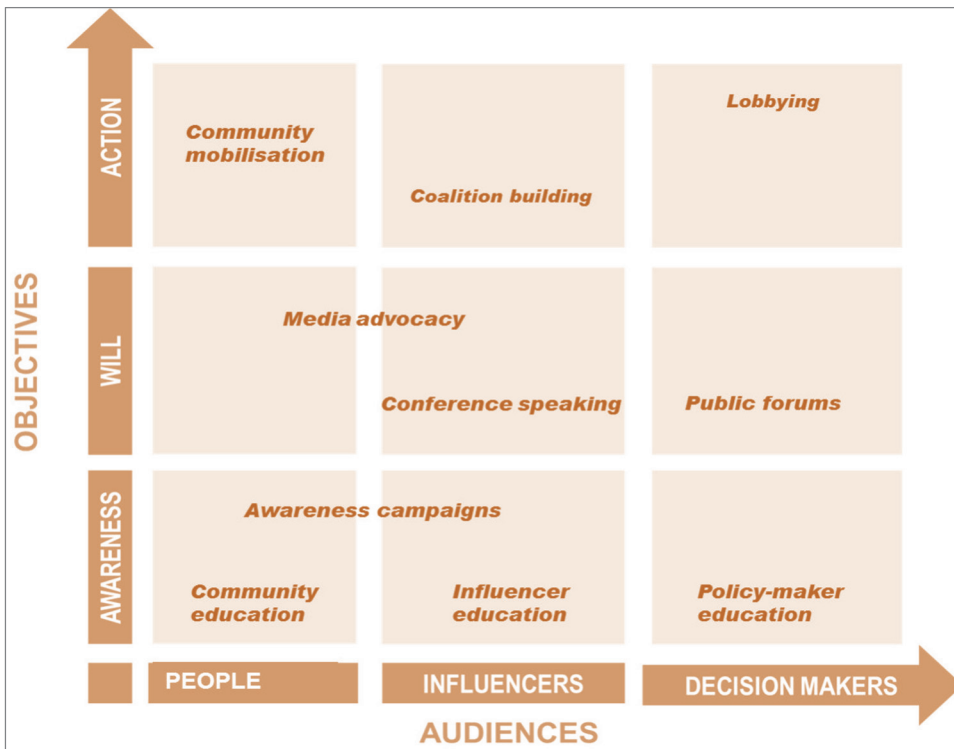 OBJECTIVES
ACTION
Community
mobilisation
Coalition building
Lobbying
WILL
Media advocacy
Conference speaking
Public forums
AWARENESS
Awareness campaigns
Community
education
Influencer
education
Policy-maker
education
PEOPLE
INFLUENCERS
DECISION MAKERS
AUDIENCES